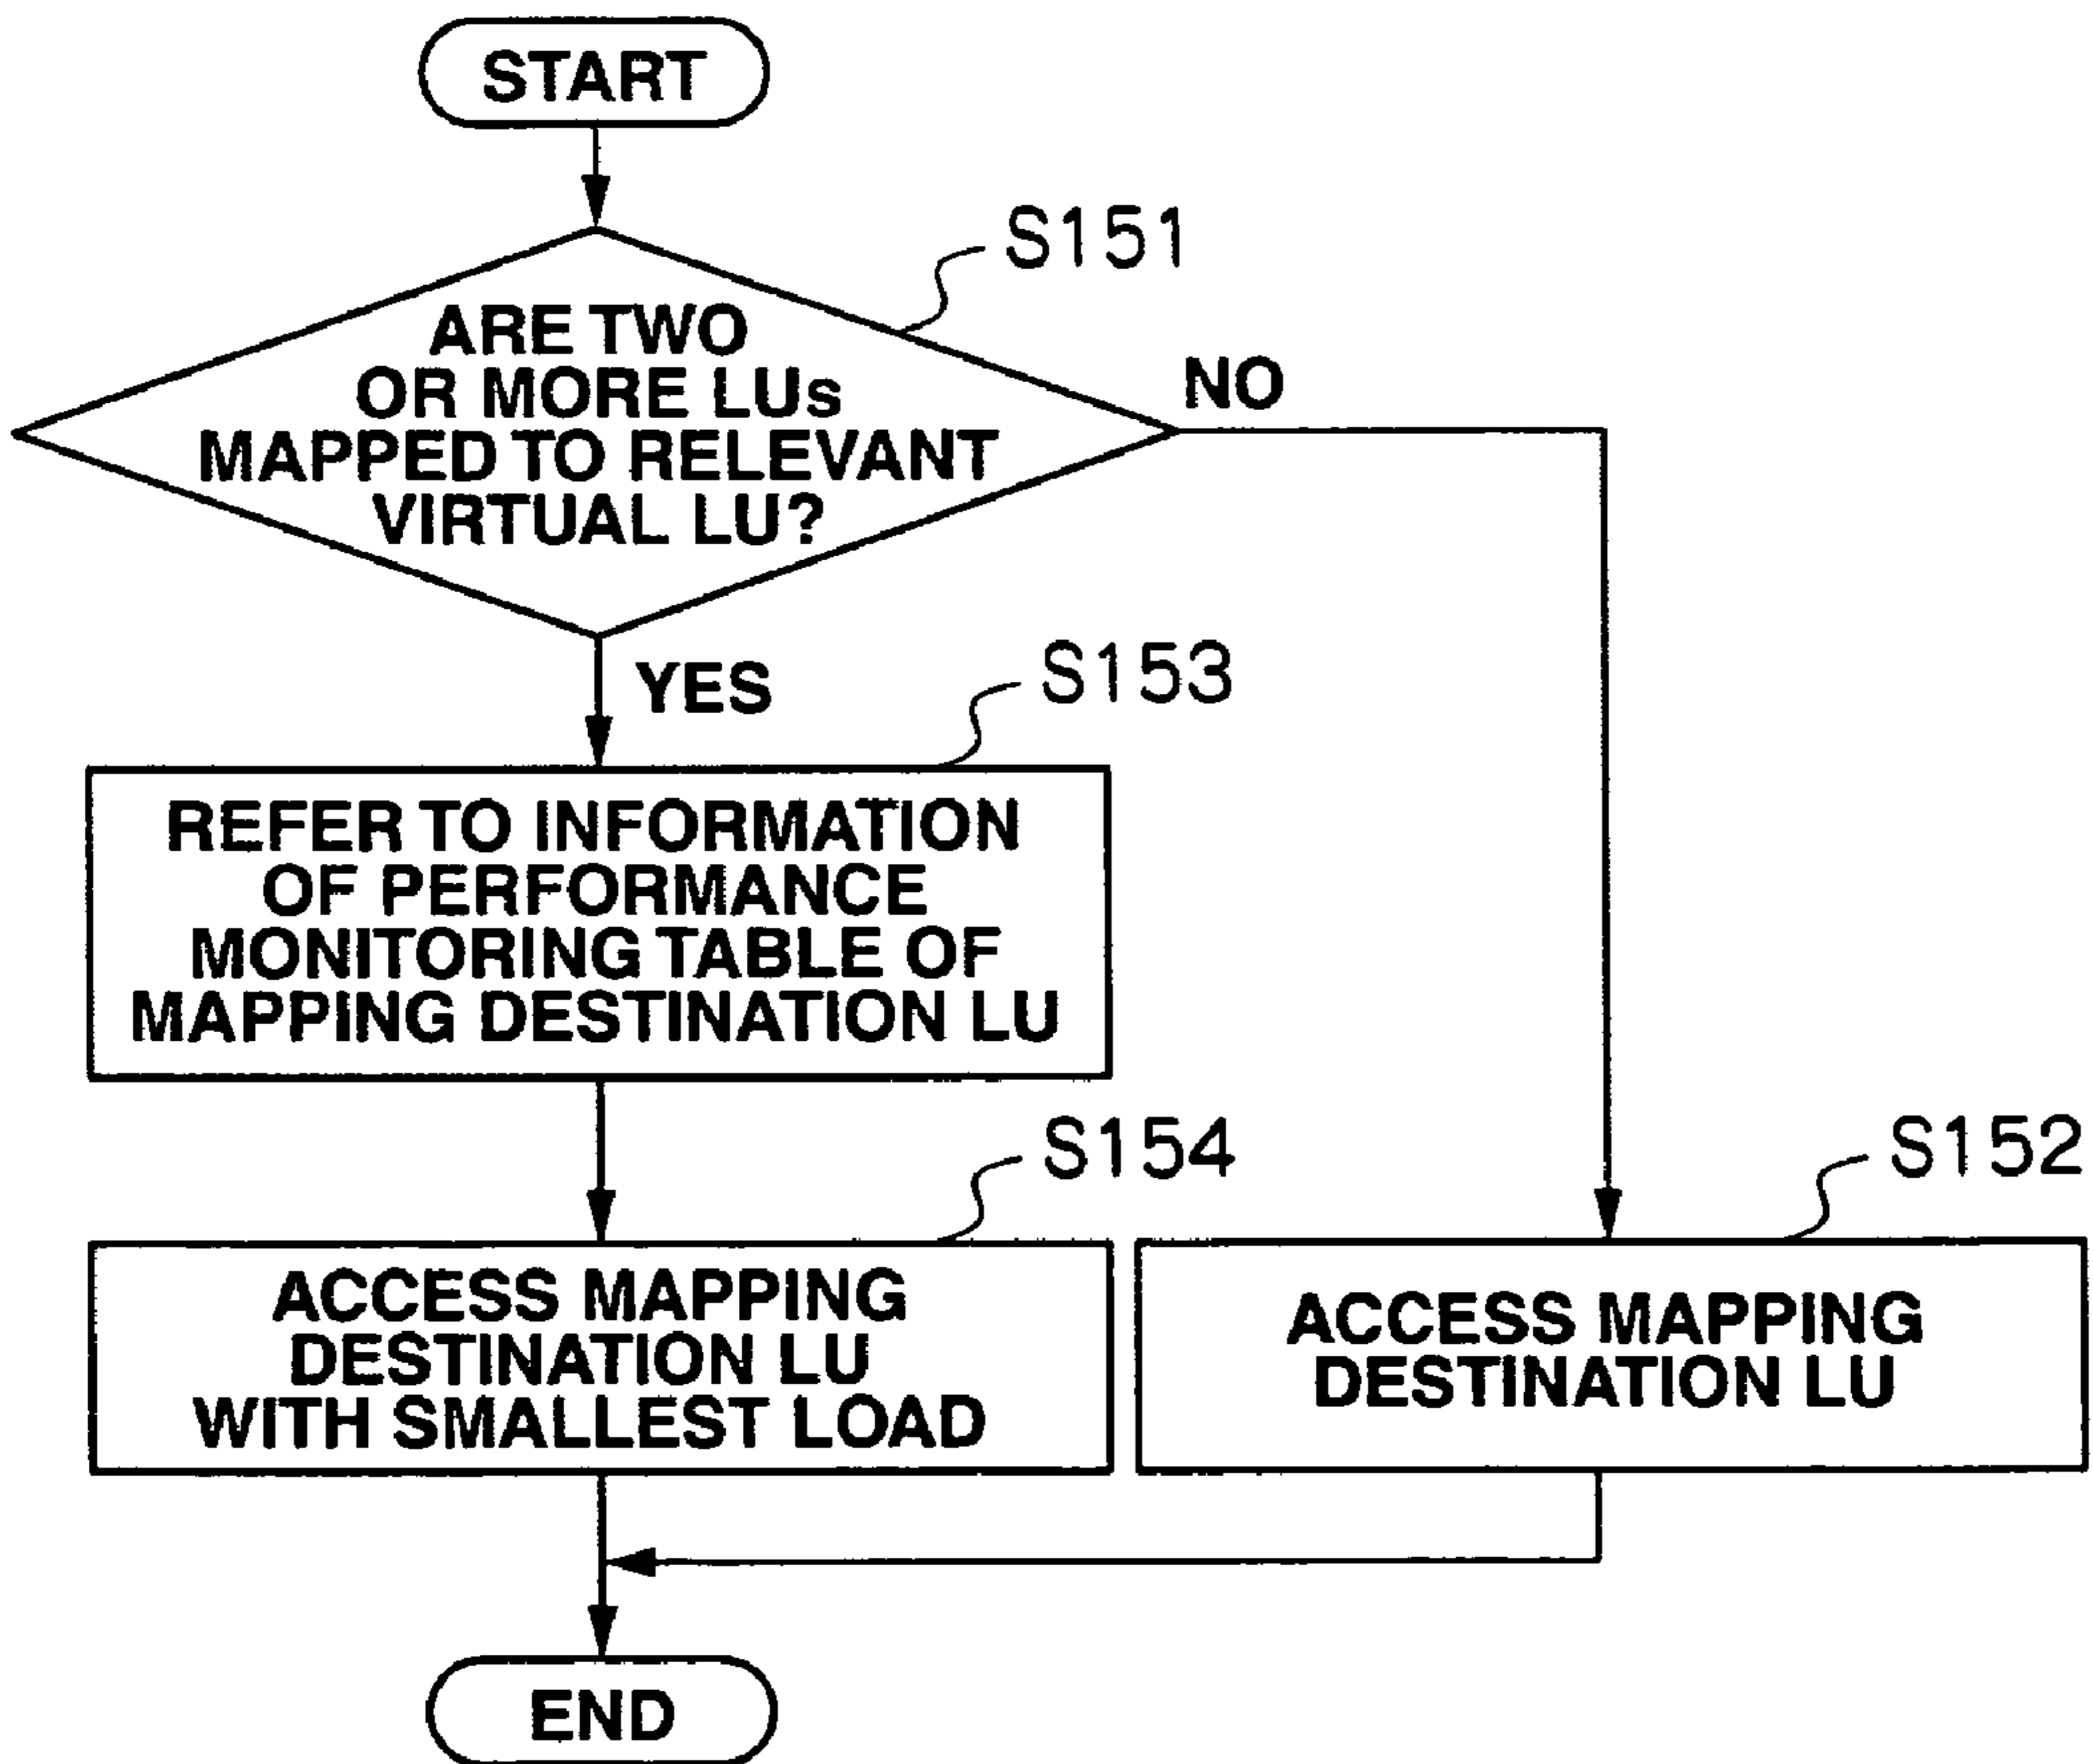 START
S151
ARE TWO
OR MORE LUs
MAPPED TO RELEVANT
VIRTUAL LU?
NO
YES
S153
REFER TO INFORMATION
OF PERFORMANCE
MONITORING TABLE OF
MAPPING DESTINATION LU
S154
ACCESS MAPPING
DESTINATION LU
WITH SMALLEST LOAD
S152
ACCESS MAPPING
DESTINATION LU
END